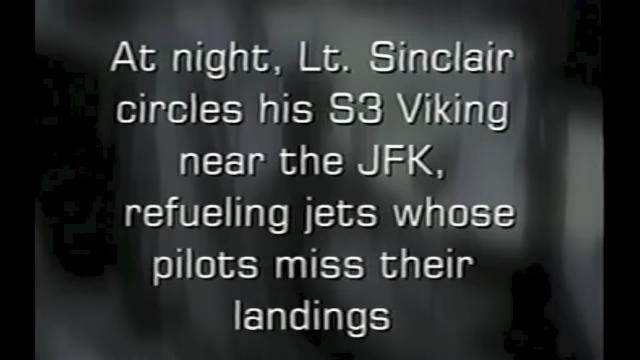 At night, Lt. Sinclair
circles his S3 Viking
near the JFK,
refueling jets whose
pilots miss their
landings